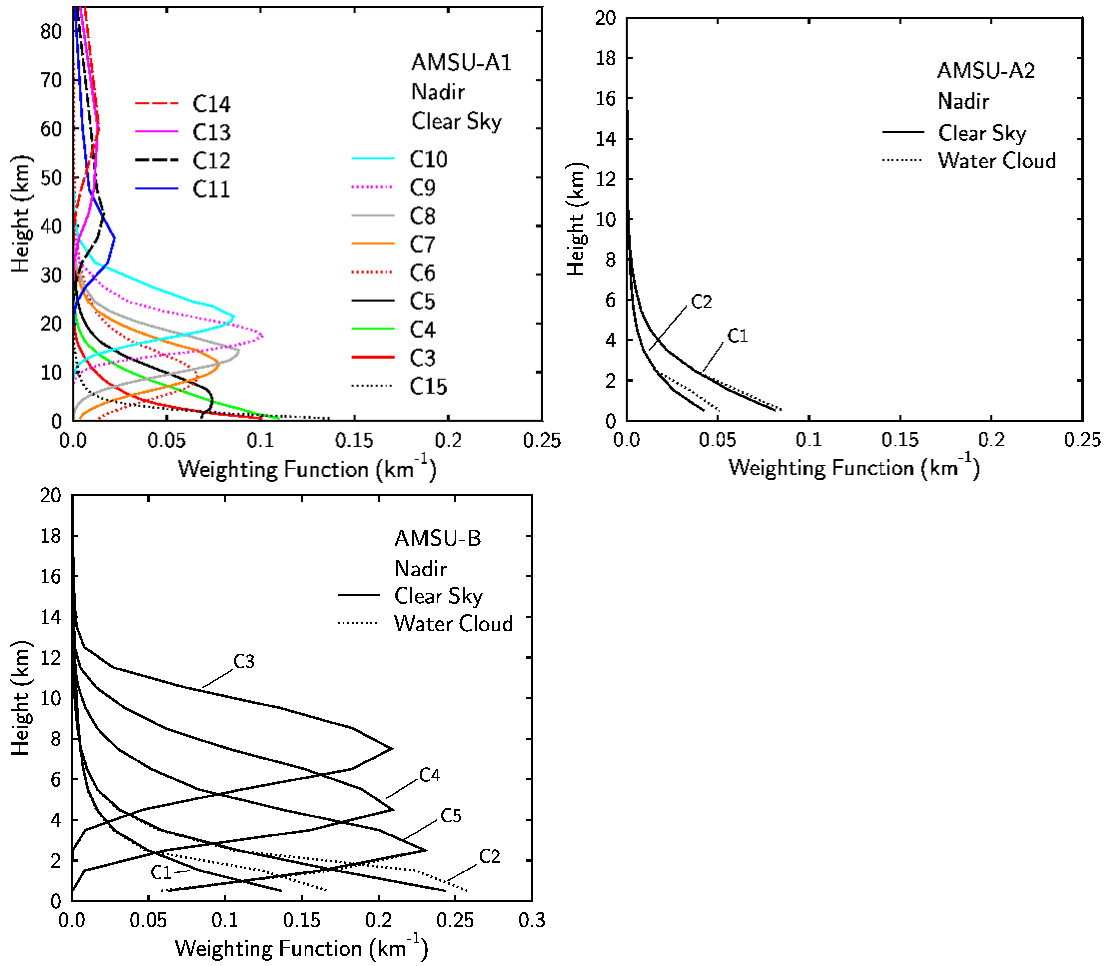 AMSU-A1
Nadir
Clear Sky
C14
C13
C12
C11
C10
C9
C8
C7
C6
C5
C4
C3
C15
Height (km)
80
70
60
50
40
30
20
10
0
0.0 0.05 0.1 0.15 0.2 0.25
Weighting Function (km⁻¹)
AMSU-A2
Nadir
Clear Sky
Water Cloud
C2
C1
Height (km)
20
18
16
14
12
10
8
6
4
2
0
0.0 0.05 0.1 0.15 0.2 0.25
Weighting Function (km⁻¹)
AMSU-B
Nadir
Clear Sky
Water Cloud
C3
C4
C5
C2
C1
Height (km)
20
18
16
14
12
10
8
6
4
2
0
0.0 0.05 0.1 0.15 0.2 0.25 0.3
Weighting Function (km⁻¹)